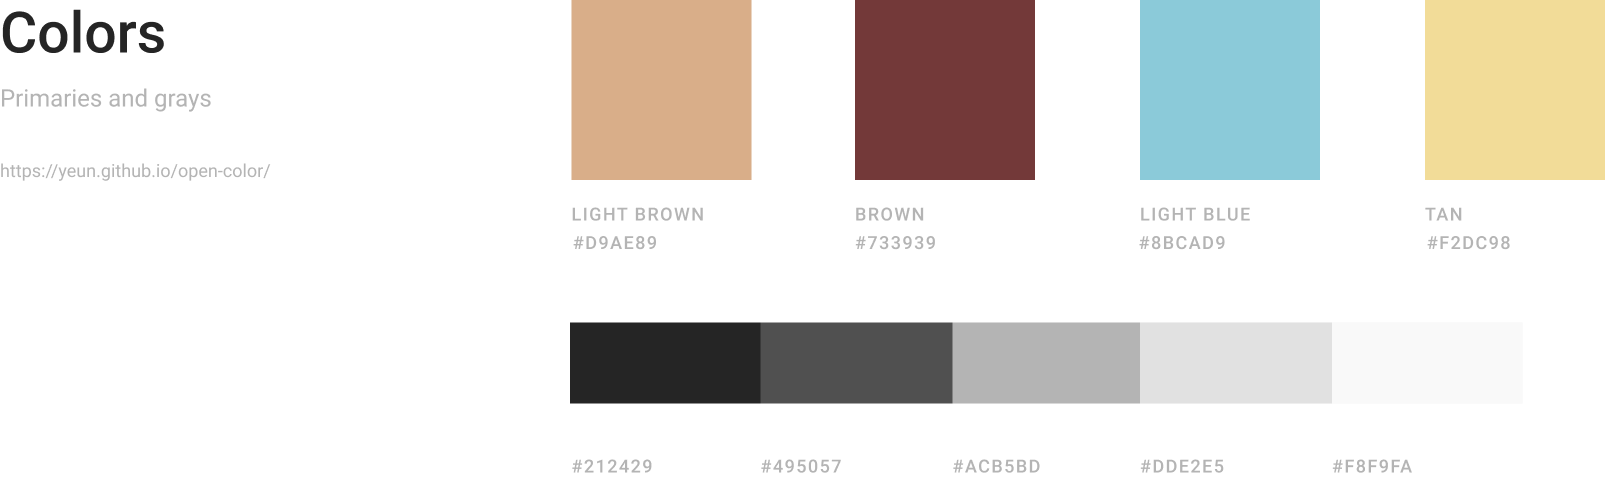 Colors
Primaries and grays
https://yeun.github.io/open-color/
LIGHT BROWN
#D9AE89
BROWN
#733939
LIGHT BLUE
#8BCAD9
TAN
#F2DC98
#212429
#495057
#ACB5BD
#DDE2E5
#F8F9FA